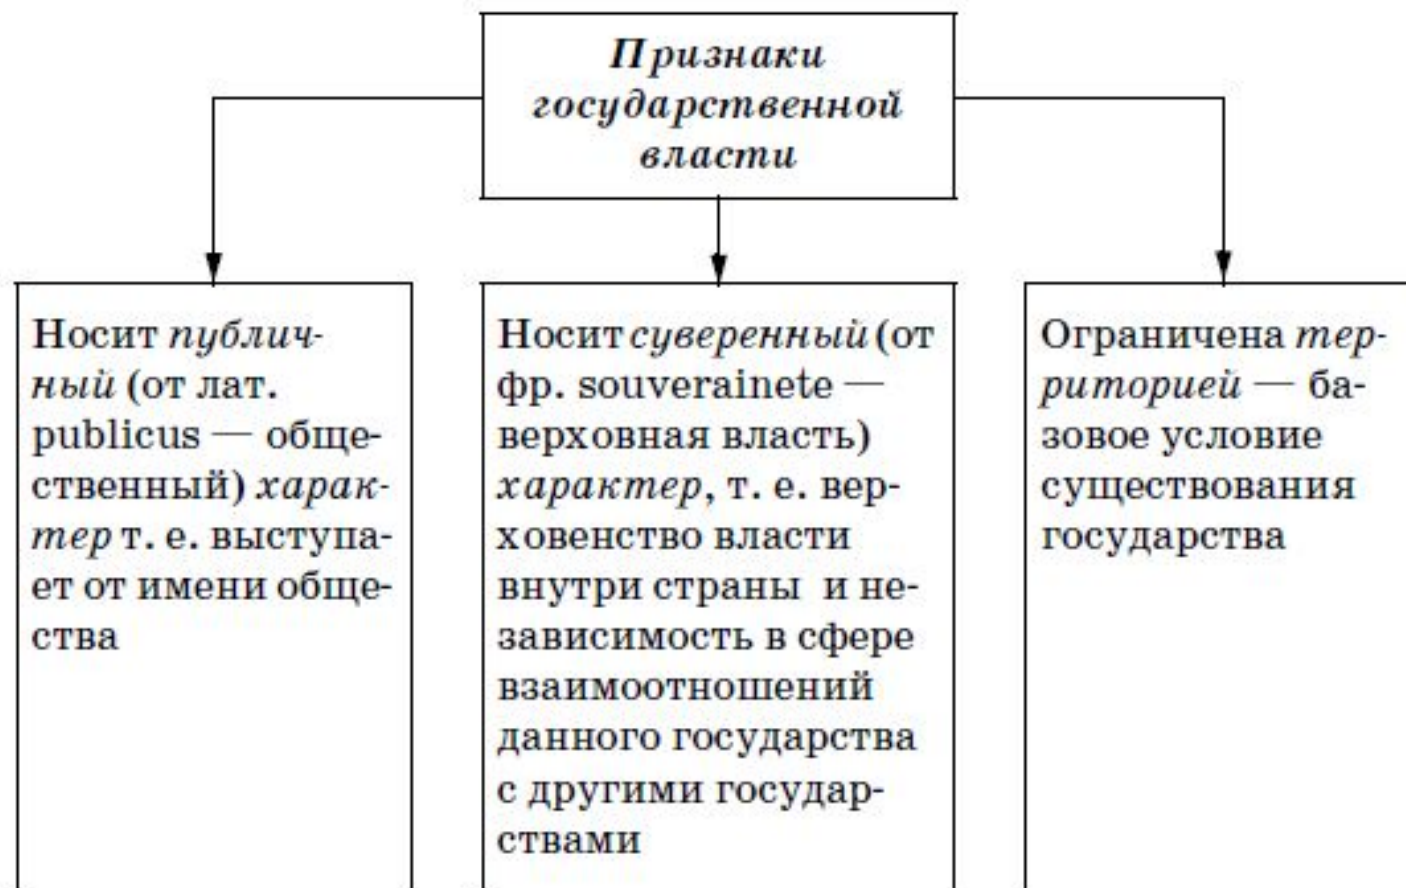 Признаки
государственной
власти
Носит публич-
ный (от лат.
publicus — обще-
ственный) харак-
тер т. е. выступа-
ет от имени обще-
ства
Носит суверенный (от
фр. souverainete —
верховная власть)
характер, т. е. вер-
ховенство власти
внутри страны и не-
зависимость в сфере
взаимоотношений
данного государства
с другими государ-
ствами
Ограничена тер-
риторией — ба-
зовое условие
существования
государства